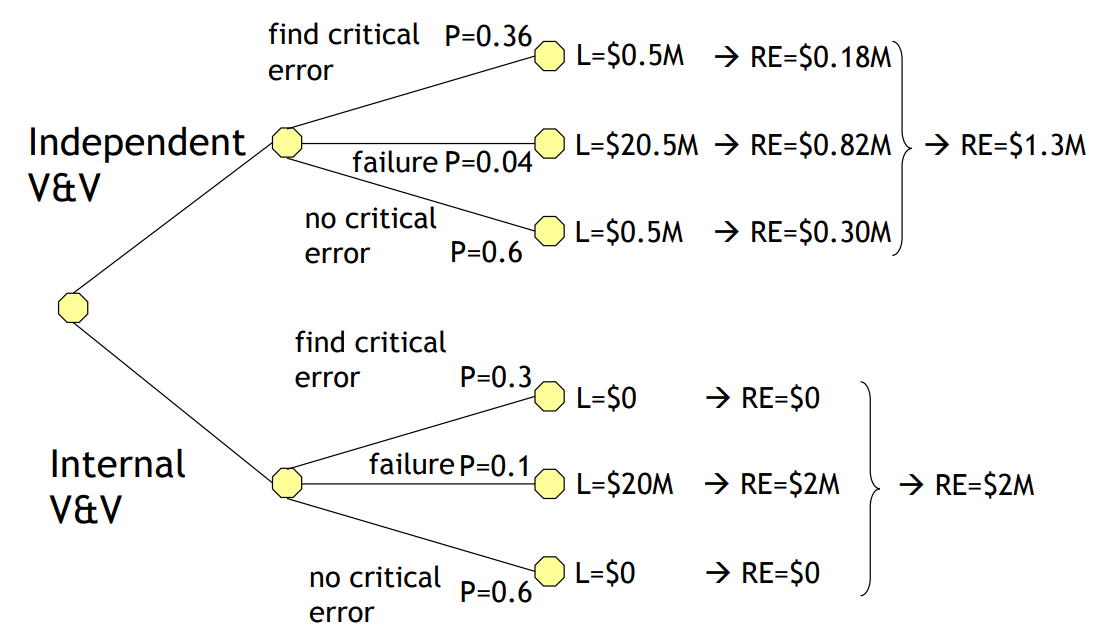 find critical P=0.36
error
L=$0.5M → RE=$0.18M
Independent
V&V
failure P=0.04
L=$20.5M → RE=$0.82M
→ RE=$1.3M
no critical
error
P=0.6
L=$0.5M → RE=$0.30M
find critical
error
P=0.3
L=$0 → RE=$0
Internal
V&V
failure P=0.1
L=$20M → RE=$2M
→ RE=$2M
no critical
error
P=0.6
L=$0 → RE=$0